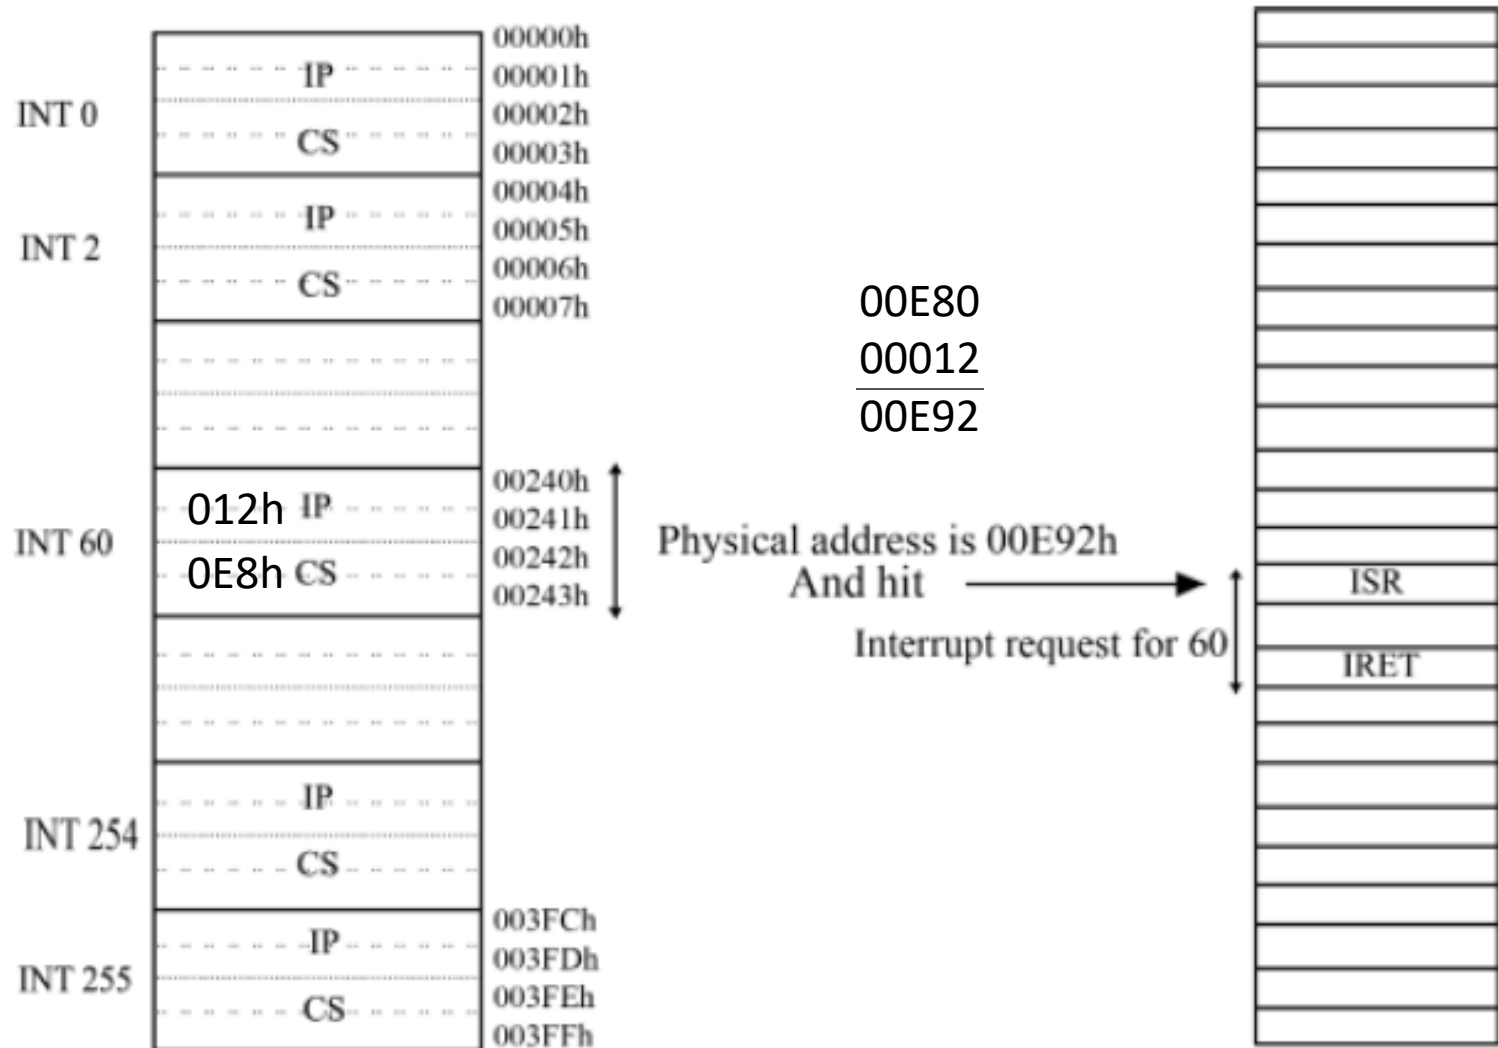 00000h
IP
00001h
INT 0
00002h
CS
00003h
00004h
IP
00005h
INT 2
00006h
CS
00007h
00E80
00012
00E92
00240h
012h IP
00241h
INT 60
Physical address is 00E92h
00242h
0E8h CS
And hit
ISR
00243h
Interrupt request for 60
IRET
IP
INT 254
CS
003FCh
IP
003FDh
INT 255
003FEh
CS
003FFh